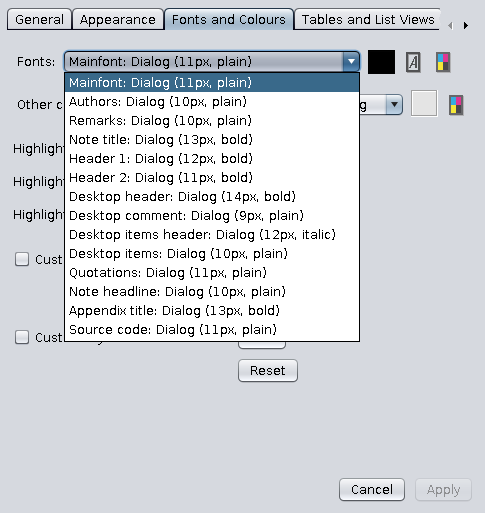 General Appearance Fonts and Colours Tables and List Views
Fonts: Mainfont: Dialog (11px, plain)
Mainfont: Dialog (11px, plain)
Authors: Dialog (10px, plain)
Other c
Remarks: Dialog (10px, plain)
Note title: Dialog (13px, bold)
Highligh
Header 1: Dialog (12px, bold)
Header 2: Dialog (11px, bold)
Highligh
Desktop header: Dialog (14px, bold)
Highligh
Desktop comment: Dialog (9px, plain)
Desktop items header: Dialog (12px, italic)
Desktop items: Dialog (10px, plain)
Cust
Quotations: Dialog (11px, plain)
Note headline: Dialog (10px, plain)
Appendix title: Dialog (13px, bold)
Source code: Dialog (11px, plain)
Reset
Cancel Apply